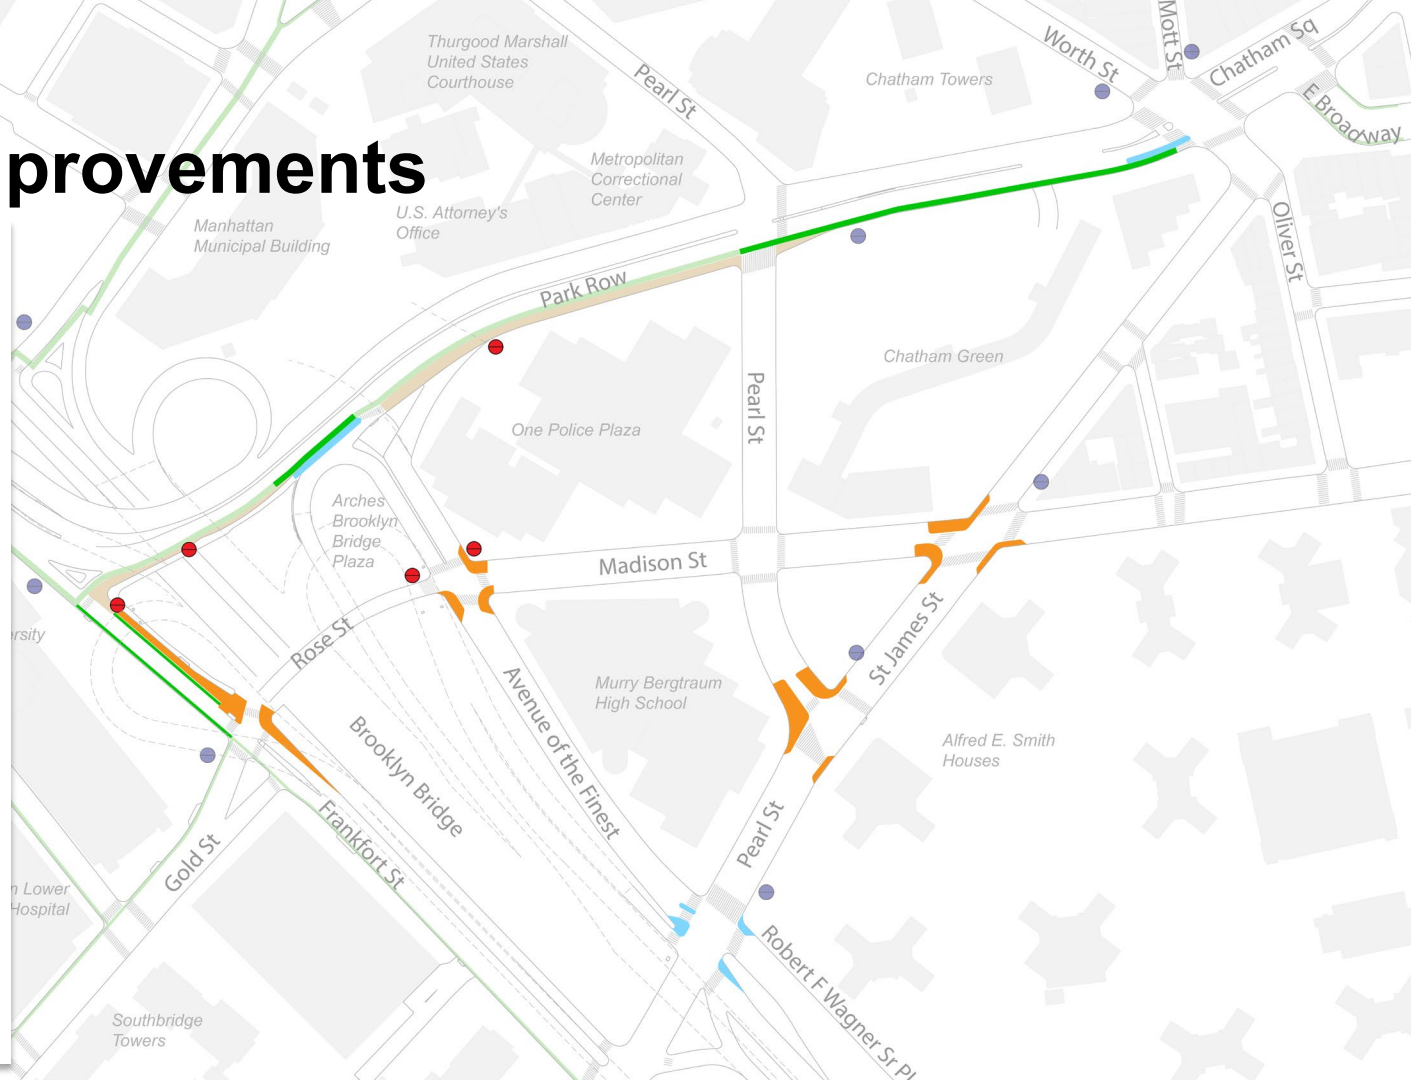 provements
Thurgood Marshall
United States
Courthouse
Pearl St
Chatham Towers
Worth St
Mott St
Chatham Sq
E Broadway
Metropolitan
Correctional
Center
U.S. Attorney's
Office
Manhattan
Municipal Building
Park Row
Oliver St
Chatham Green
Pearl St
One Police Plaza
Arches
Brooklyn
Bridge
Plaza
Madison St
Rose St
rsity
St James St
Avenue of the Finest
Murry Bergtraum
High School
Brooklyn Bridge
Alfred E. Smith
Houses
Frankfort St
Gold St
Pearl St
n Lower
Hospital
Robert F Wagner Sr Pl
Southbridge
Towers